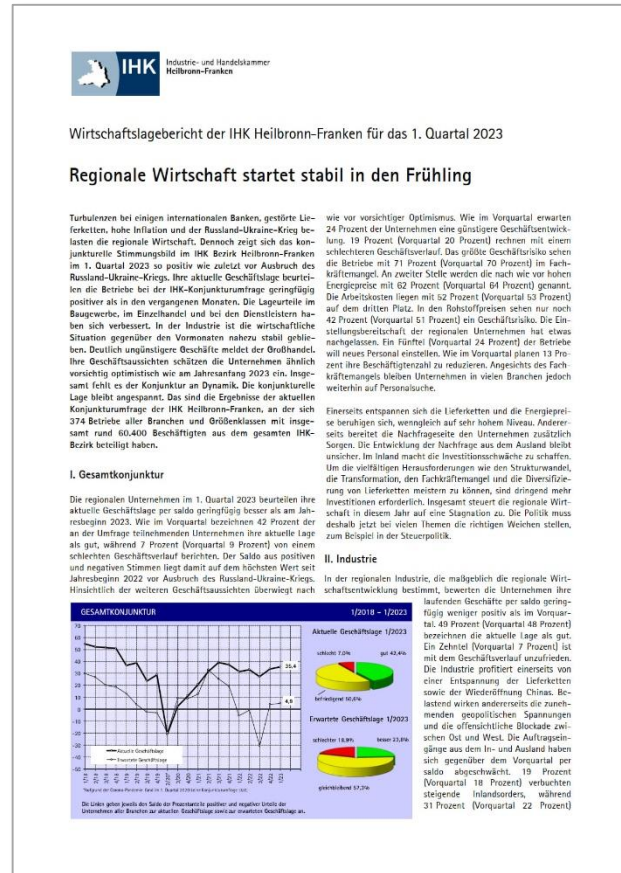 IHK
Industrie- und Handelskammer
Heilbronn-Franken
Wirtschaftslagebericht der IHK Heilbronn-Franken für das 1. Quartal 2023
Regionale Wirtschaft startet stabil in den Frühling
Turbulenzen bei einigen internationalen Banken, gestörte Lie-
ferketten, hohe Inflation und der Russland-Ukraine-Krieg be-
lasten die regionale Wirtschaft. Dennoch zeigt sich das kon-
junkturelle Stimmungsbild im IHK Bezirk Heilbronn-Franken
im 1. Quartal 2023 so positiv wie zuletzt vor Ausbruch des
Russland-Ukraine-Kriegs. Ihre aktuelle Geschäftslage beurtei-
len die Betriebe bei der IHK-Konjunkturumfrage geringfügig
positiver als in den vergangenen Monaten. Die Lageurteile im
Baugewerbe, im Einzelhandel und bei den Dienstleistern ha-
ben sich verbessert. In der Industrie ist die wirtschaftliche
Situation gegenüber den Vormonaten nahezu stabil geblie-
ben. Deutlich ungünstigere Geschäfte meldet der Großhandel.
Ihre Geschäftsaussichten schätzen die Unternehmen ähnlich
vorsichtig optimistisch wie am Jahresanfang 2023 ein. Insge-
samt fehlt es der Konjunktur an Dynamik. Die konjunkturelle
Lage bleibt angespannt. Das sind die Ergebnisse der aktuellen
Konjunkturumfrage der IHK Heilbronn-Franken, an der sich
374 Betriebe aller Branchen und Größenklassen mit insge-
samt rund 60.400 Beschäftigten aus dem gesamten IHK-
Bezirk beteiligt haben.
I. Gesamtkonjunktur
Die regionalen Unternehmen im 1. Quartal 2023 beurteilen ihre
aktuelle Geschäftslage per saldo geringfügig besser als am Jah-
resbeginn 2023. Wie im Vorquartal bezeichnen 42 Prozent der
an der Umfrage teilnehmenden Unternehmen ihre aktuelle Lage
als gut, während 7 Prozent (Vorquartal 9 Prozent) von einem
schlechten Geschäftsverlauf berichten. Der Saldo aus positiven
und negativen Stimmen liegt damit auf dem höchsten Wert seit
Jahresbeginn 2022 vor Ausbruch des Russland-Ukraine-Kriegs.
Hinsichtlich der weiteren Geschäftsaussichten überwiegt nach
wie vor vorsichtiger Optimismus. Wie im Vorquartal erwarten
24 Prozent der Unternehmen eine günstigere Geschäftsentwick-
lung. 19 Prozent (Vorquartal 20 Prozent) rechnen mit einem
schlechteren Geschäftsverlauf. Das größte Geschäftsrisiko sehen
die Betriebe mit 71 Prozent (Vorquartal 70 Prozent) im Fach-
kräftemangel. An zweiter Stelle werden die nach wie vor hohen
Energiepreise mit 62 Prozent (Vorquartal 64 Prozent) genannt.
Die Arbeitskosten liegen mit 52 Prozent (Vorquartal 53 Prozent)
auf dem dritten Platz. In den Rohstoffpreisen sehen nur noch
42 Prozent (Vorquartal 51 Prozent) ein Geschäftsrisiko. Die Ein-
stellungsbereitschaft der regionalen Unternehmen hat etwas
nachgelassen. Ein Fünftel (Vorquartal 24 Prozent) der Betriebe
will neues Personal einstellen. Wie im Vorquartal planen 13 Pro-
zent ihre Beschäftigtenzahl zu reduzieren. Angesichts des Fach-
kräftemangels bleiben Unternehmen in vielen Branchen jedoch
weiterhin auf Personalsuche.
Einerseits entspannen sich die Lieferketten und die Energieprei-
se beruhigen sich, wenngleich auf sehr hohem Niveau. Anderer-
seits bereitet die Nachfrageseite den Unternehmen zusätzlich
Sorgen. Die Entwicklung der Nachfrage aus dem Ausland bleibt
unsicher. Im Inland macht die Investitionsschwäche zu schaffen.
Um die vielfältigen Herausforderungen wie den Strukturwandel,
die Transformation, den Fachkräftemangel und die Diversifizie-
rung von Lieferketten meistern zu können, sind dringend mehr
Investitionen erforderlich. Insgesamt steuert die regionale Wirt-
schaft in diesem Jahr auf eine Stagnation zu. Die Politik muss
deshalb jetzt bei vielen Themen die richtigen Weichen stellen,
zum Beispiel in der Steuerpolitik.
II. Industrie
In der regionalen Industrie, die maßgeblich die regionale Wirt-
schaftsentwicklung bestimmt, bewerten die Unternehmen ihre
laufenden Geschäfte per saldo gering-
fügig weniger positiv als im Vorquar-
tal. 49 Prozent (Vorquartal 48 Prozent)
bezeichnen die aktuelle Lage als gut.
Ein Zehntel (Vorquartal 7 Prozent) ist
mit dem Geschäftsverlauf unzufrieden.
Die Industrie profitiert einerseits von
einer Entspannung der Lieferketten
sowie der Wiederöffnung Chinas. Be-
lastend wirken andererseits die zuneh-
menden geopolitischen Spannungen
und die offensichtliche Blockade zwi-
schen Ost und West. Die Auftragsein-
gänge aus dem In- und Ausland haben
sich gegenüber dem Vorquartal per
saldo abgeschwächt. 19 Prozent
(Vorquartal 18 Prozent) verbuchten
steigende Inlandsorders, während
31 Prozent (Vorquartal 22 Prozent)
GESAMTKONJUNKTUR 1/2018 – 1/2023
Aktuelle Geschäftslage 1/2023
schlecht 7,0% gut 42,4%
befriedigend 50,6%
Erwartete Geschäftslage 1/2023
schlechter 18,9% besser 23,8%
gleichbleibend 57,3%
35,4
4,9
Aktuelle Geschäftslage
Erwartete Geschäftslage
Die Linien geben jeweils den Saldo der Prozentanteile positiver und negativer Urteile der
Unternehmen aller Branchen zur aktuellen Geschäftslage sowie zur erwarteten Geschäftslage an.